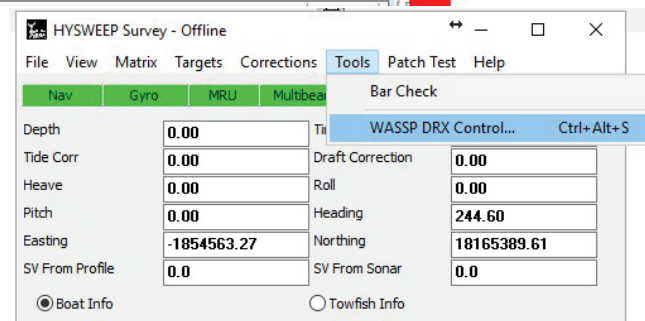 HYSWEEP Survey - Offline
File View Matrix Targets Corrections Tools Patch Test Help
Nav Gyro MRU
Bar Check
WASSP DRX Control... Ctrl+Alt+S
Depth 0.00
Tide Corr 0.00 Draft Correction 0.00
Heave 0.00 Roll 0.00
Pitch 0.00 Heading 244.60
Easting -1854563.27 Northing 18165389.61
SV From Profile 0.0 SV From Sonar 0.0
Boat Info Towfish Info